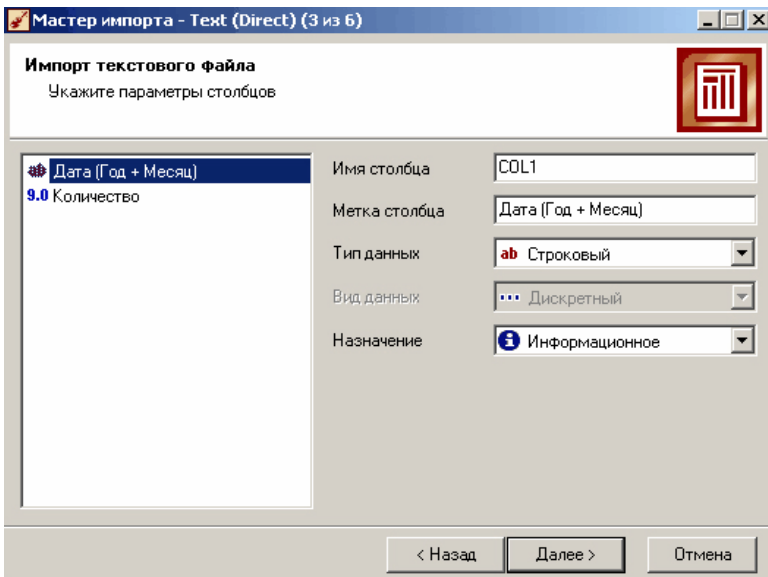 Мастер импорта - Text (Direct) (3 из 6)
Импорт текстового файла
Укажите параметры столбцов
ab Дата (Год + Месяц)
9.0 Количество
Имя столбца COL1
Метка столбца Дата (Год + Месяц)
Тип данных ab Строковый
Вид данных Дискретный
Назначение i Информационное
< Назад Далее > Отмена